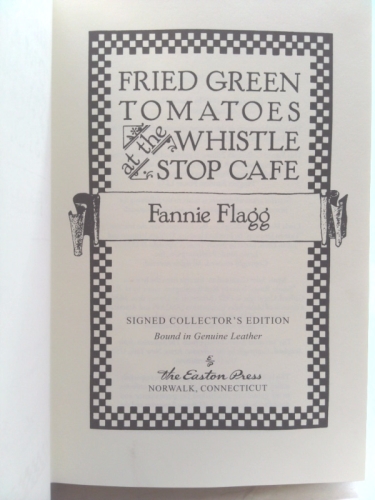 FRIED GREEN
TOMATOES
at the WHISTLE
STOP CAFE
Fannie Flagg
SIGNED COLLECTOR'S EDITION
Bound in Genuine Leather
The Easton Press
NORWALK, CONNECTICUT